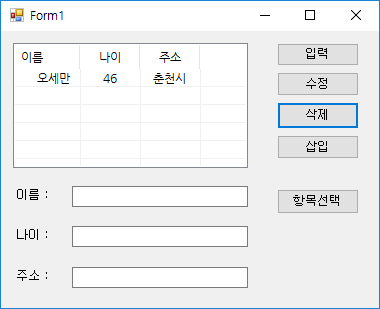 Form1
이름 나이 주소
오세만 46 춘천시
입력
수정
삭제
삽입
항목선택
이름 :
나이 :
주소 :